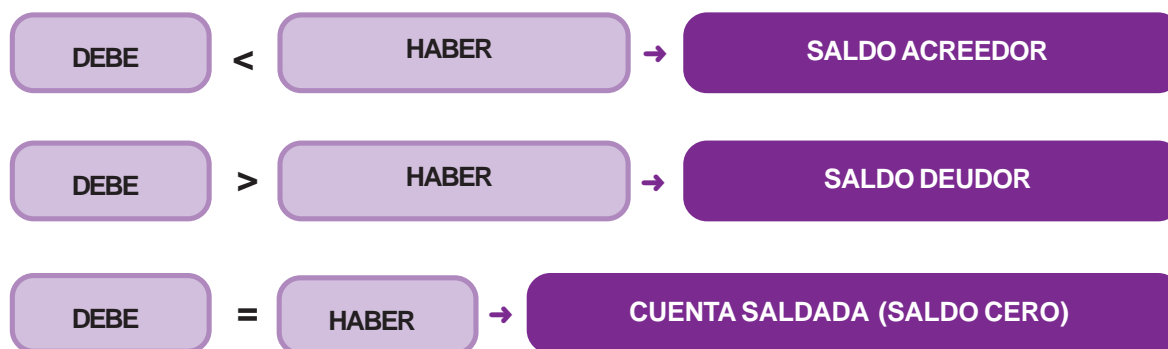 DEBE < HABER → SALDO ACREEDOR
DEBE > HABER → SALDO DEUDOR
DEBE = HABER → CUENTA SALDADA (SALDO CERO)